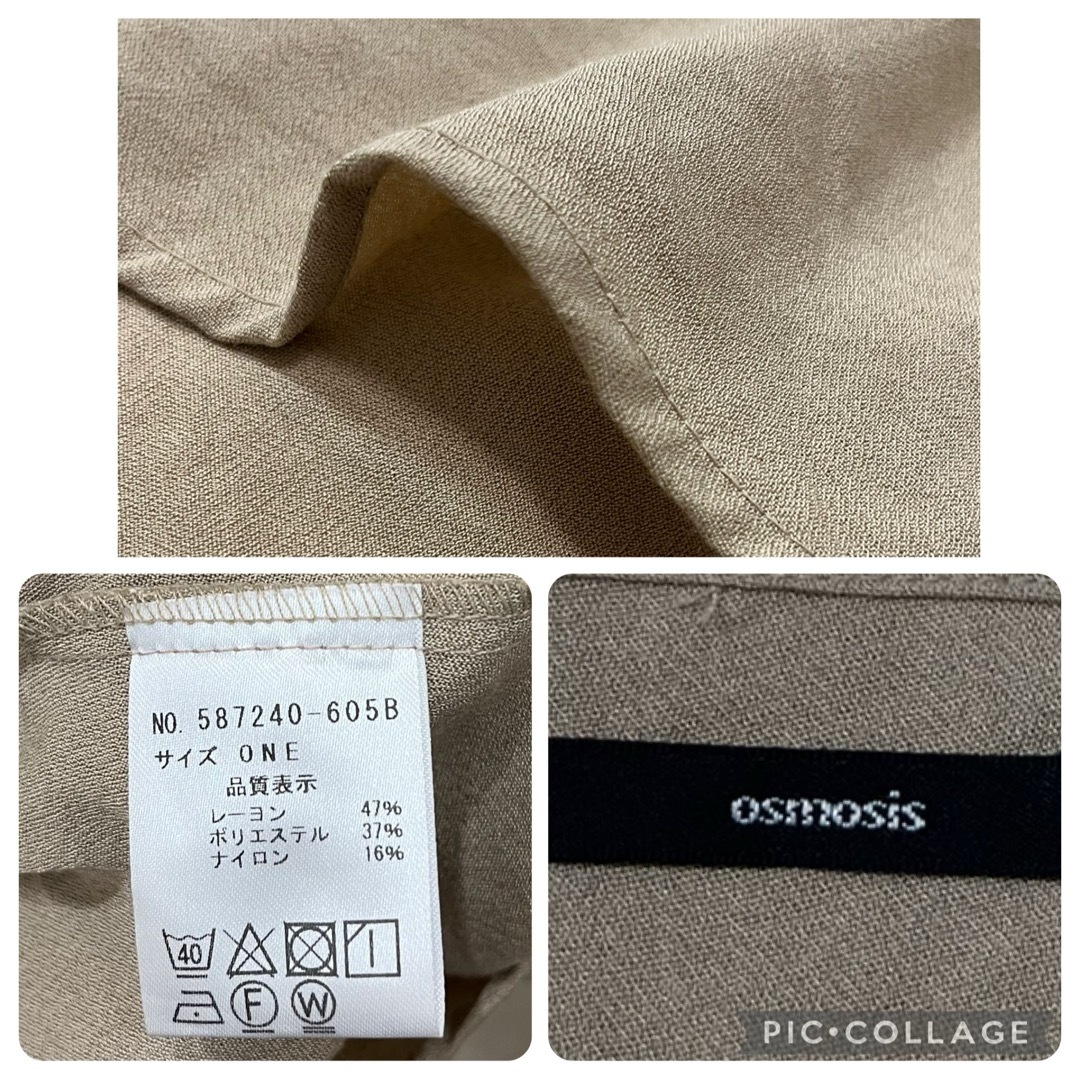 NO. 587240-605B
サイズ ONE
品質表示
レーヨン 47%
ポリエステル 37%
ナイロン 16%
40
F W
osmosis
PIC•COLLAGE